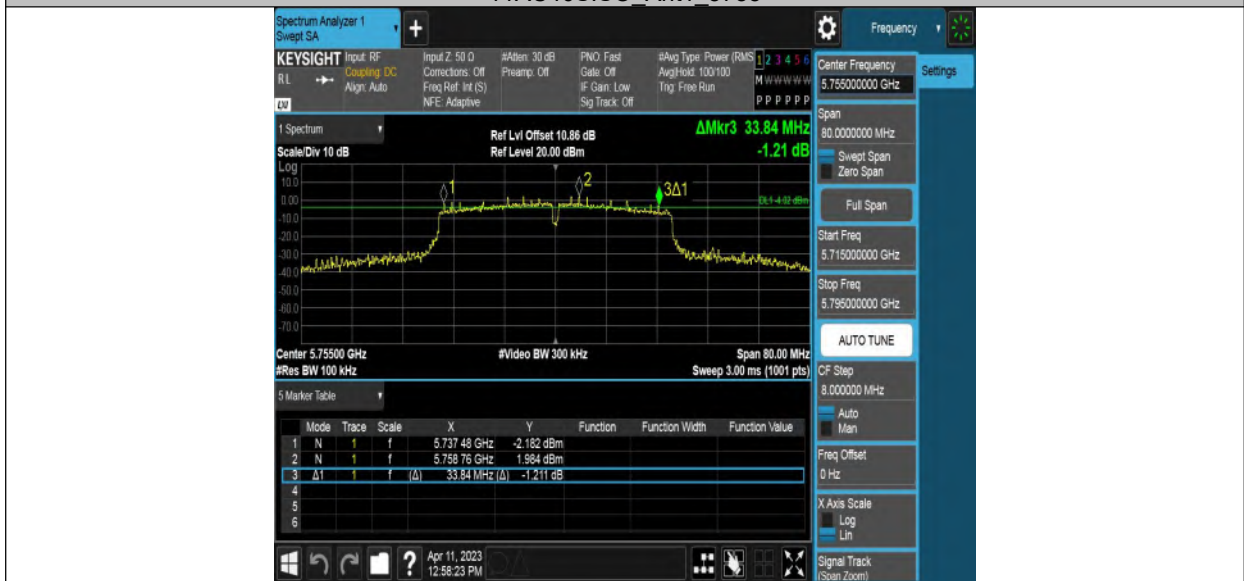 Spectrum Analyzer 1
Swept SA
+
Frequency
KEYSIGHT
RL
LXI
Input: RF
Coupling: DC
Align: Auto
Input Z: 50 Ω
Corrections: Off
Freq Ref: Int (S)
NFE: Adaptive
#Atten: 30 dB
Preamp: Off
PNO: Fast
Gate: Off
IF Gain: Low
Sig Track: Off
#Avg Type: Power (RMS
Avg|Hold: 100/100
Trig: Free Run
1 2 3 4 5 6
M W W W W W
P P P P P P
1 Spectrum
Scale/Div 10 dB
Ref Lvl Offset 10.86 dB
Ref Level 20.00 dBm
ΔMkr3 33.84 MHz
-1.21 dB
Log
10.0
0.00
-10.0
-20.0
-30.0
-40.0
-50.0
-60.0
-70.0
1
2
3Δ1
DL1 -4.02 dBm
Center 5.75500 GHz
#Res BW 100 kHz
#Video BW 300 kHz
Span 80.00 MHz
Sweep 3.00 ms (1001 pts)
5 Marker Table
Mode Trace Scale X Y Function Function Width Function Value
1 N 1 f 5.737 48 GHz -2.182 dBm
2 N 1 f 5.758 76 GHz 1.984 dBm
3 Δ1 1 f (Δ) 33.84 MHz (Δ) -1.211 dB
4
5
6
Apr 11, 2023
12:58:23 PM
Center Frequency
5.755000000 GHz
Settings
Span
80.0000000 MHz
Swept Span
Zero Span
Full Span
Start Freq
5.715000000 GHz
Stop Freq
5.795000000 GHz
AUTO TUNE
CF Step
8.000000 MHz
Auto
Man
Freq Offset
0 Hz
X Axis Scale
Log
Lin
Signal Track
(Span Zoom)